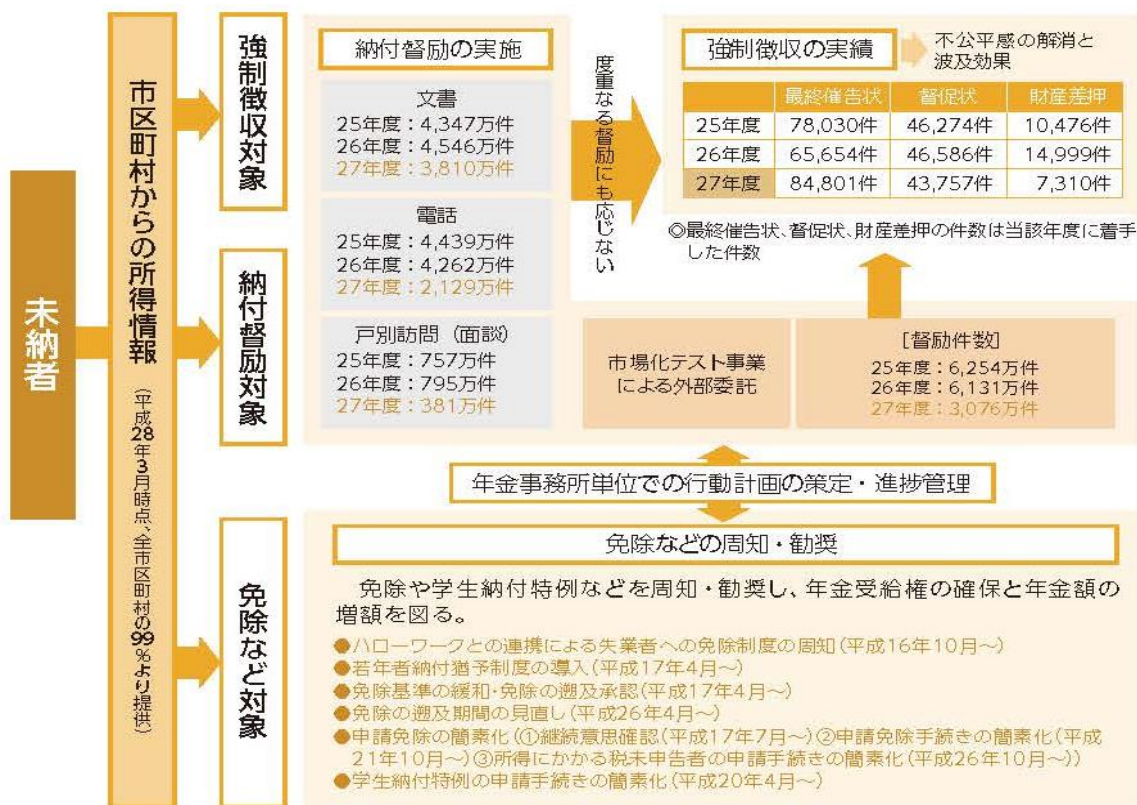 未納者
市区町村からの所得情報
(平成28年3月時点、全市区町村の99%より提供)
強制徴収対象
納付督励対象
免除など対象
納付督励の実施
文書
25年度:4,347万件
26年度:4,546万件
27年度:3,810万件
電話
25年度:4,439万件
26年度:4,262万件
27年度:2,129万件
戸別訪問(面談)
25年度:757万件
26年度:795万件
27年度:381万件
度重なる督励にも応じない
強制徴収の実績
不公平感の解消と
波及効果
最終催告状 督促状 財産差押
25年度 78,030件 46,274件 10,476件
26年度 65,654件 46,586件 14,999件
27年度 84,801件 43,757件 7,310件
◎最終催告状、督促状、財産差押の件数は当該年度に着手
した件数
市場化テスト事業
による外部委託
[督励件数]
25年度:6,254万件
26年度:6,131万件
27年度:3,076万件
年金事務所単位での行動計画の策定・進捗管理
免除などの周知・勧奨
免除や学生納付特例などを周知・勧奨し、年金受給権の確保と年金額の
増額を図る。
●ハローワークとの連携による失業者への免除制度の周知(平成16年10月~)
●若年者納付猶予制度の導入(平成17年4月~)
●免除基準の緩和・免除の遡及承認(平成17年4月~)
●免除の遡及期間の見直し(平成26年4月~)
●申請免除の簡素化(①継続意思確認(平成17年7月~)②申請免除手続きの簡素化(平成
21年10月~)③所得にかかる税未申告者の申請手続きの簡素化(平成26年10月~))
●学生納付特例の申請手続きの簡素化(平成20年4月~)